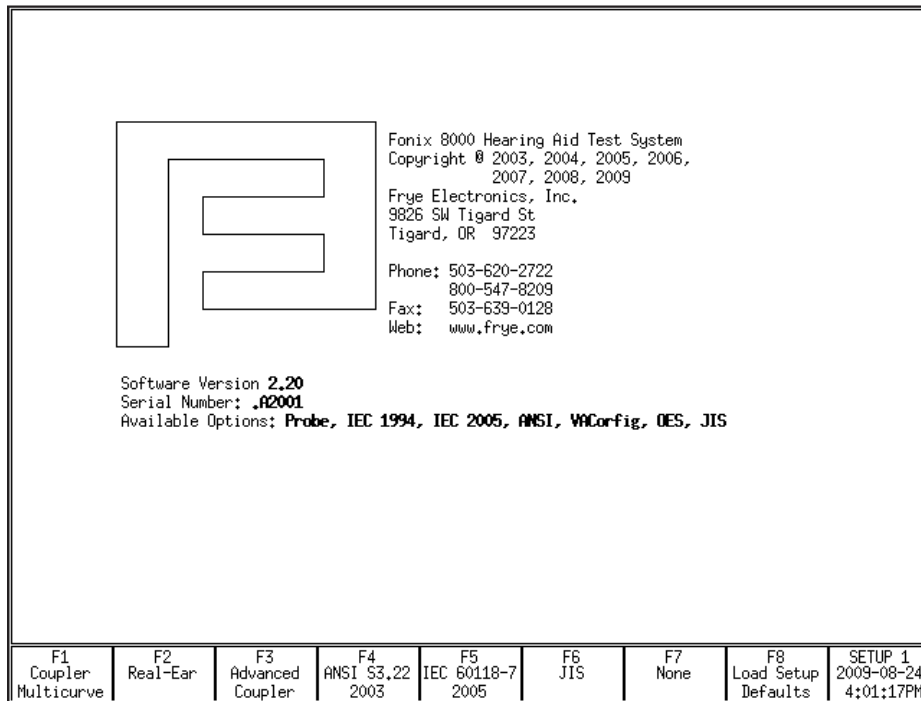 Fonix 8000 Hearing Aid Test System
Copyright @ 2003, 2004, 2005, 2006,
2007, 2008, 2009
Frye Electronics, Inc.
9826 SW Tigard St
Tigard, OR 97223
Phone: 503-620-2722
800-547-8209
Fax: 503-639-0128
Web: www.frye.com
Software Version 2.20
Serial Number: .A2001
Available Options: Probe, IEC 1994, IEC 2005, ANSI, VACorfig, OES, JIS
F1
Coupler
Multicurve
F2
Real-Ear
F3
Advanced
Coupler
F4
ANSI S3.22
2003
F5
IEC 60118-7
2005
F6
JIS
F7
None
F8
Load Setup
Defaults
SETUP 1
2009-08-24
4:01:17PM